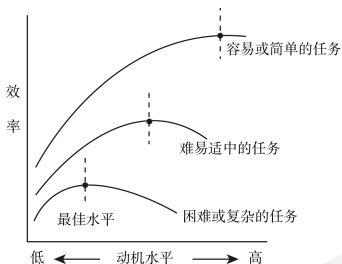 容易或简单的任务
效率
难易适中的任务
困难或复杂的任务
最佳水平
低 动机水平 高